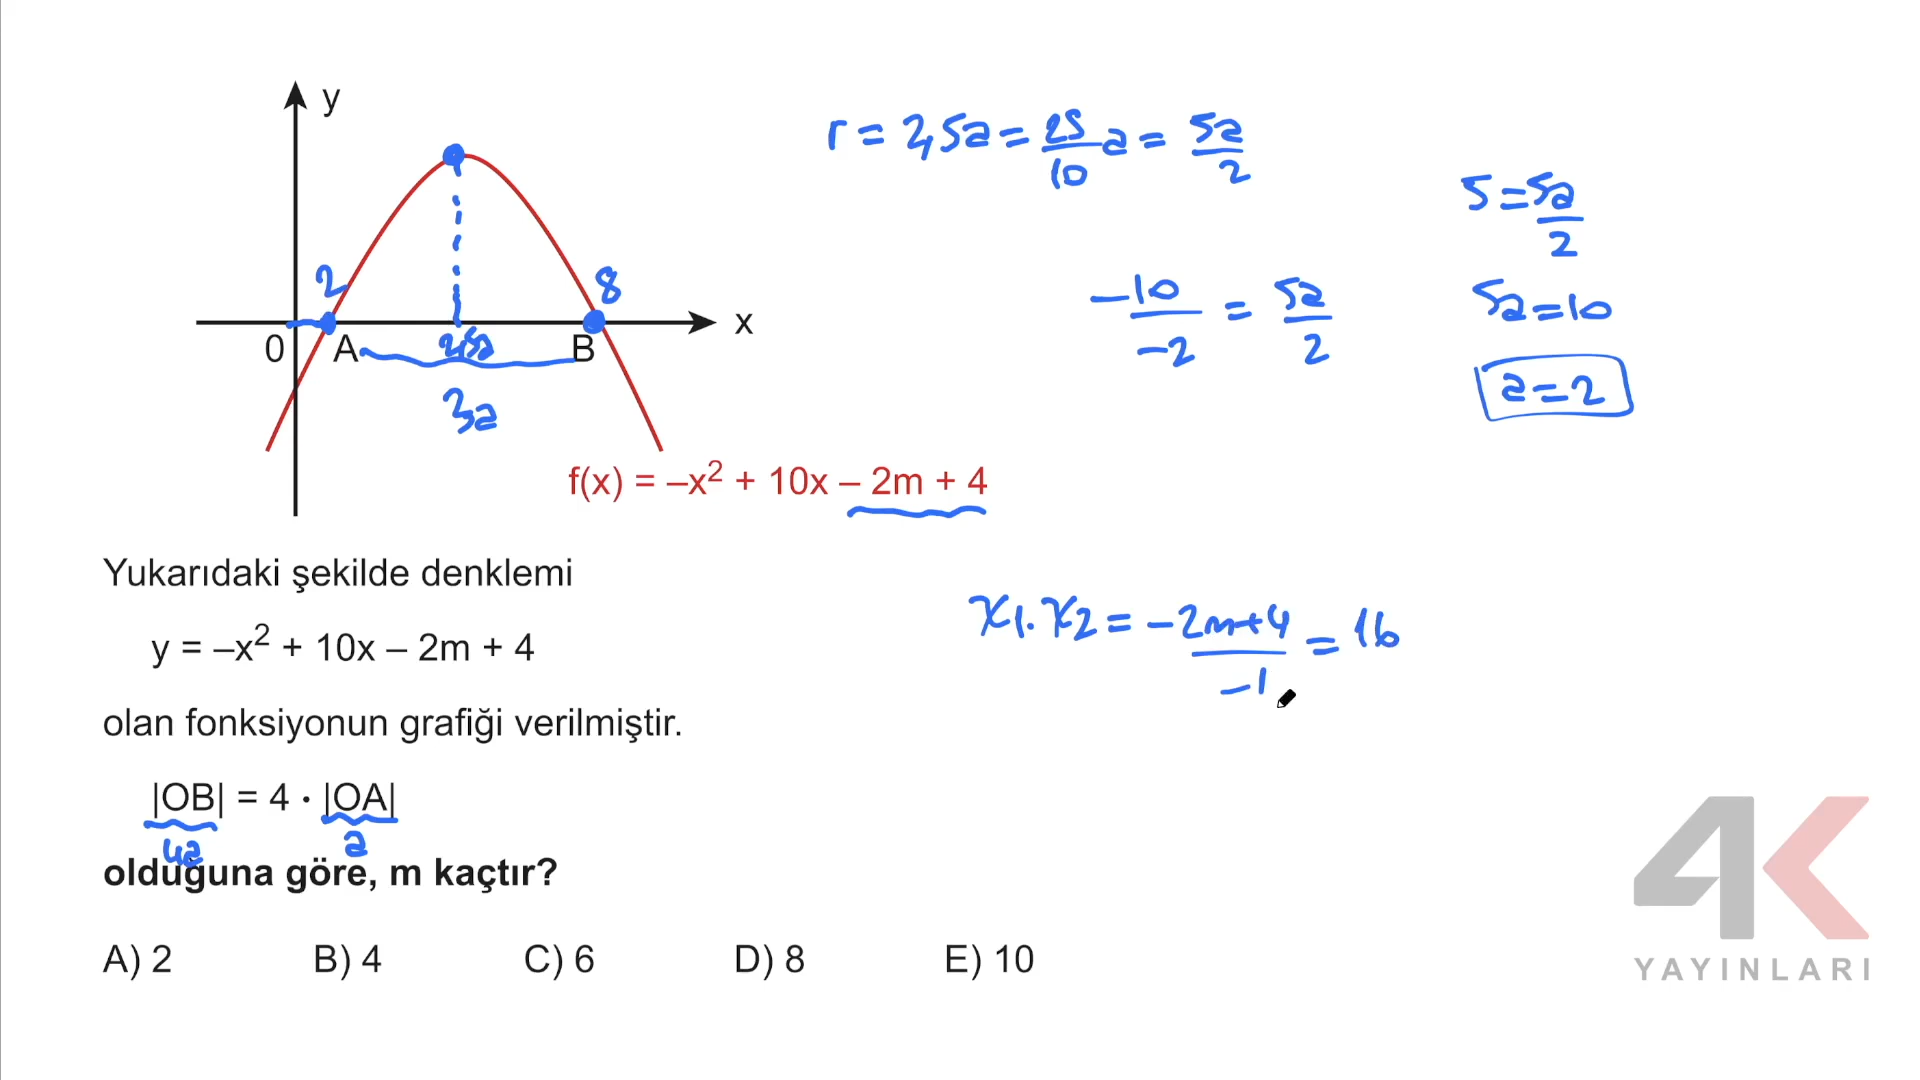 y
r = 2,5a = 25/10 a = 5a/2
5 = 5a/2
2
8
-10/-2 = 5a/2
5a = 10
0 A 2,5a B x
a = 2
3a
f(x) = –x² + 10x – 2m + 4
Yukarıdaki şekilde denklemi
y = –x² + 10x – 2m + 4
x₁ . x₂ = -2m+4/-1 = 16
olan fonksiyonun grafiği verilmiştir.
|OB| = 4 · |OA|
4a a
olduğuna göre, m kaçtır?
A) 2 B) 4 C) 6 D) 8 E) 10
4K
YAYINLARI